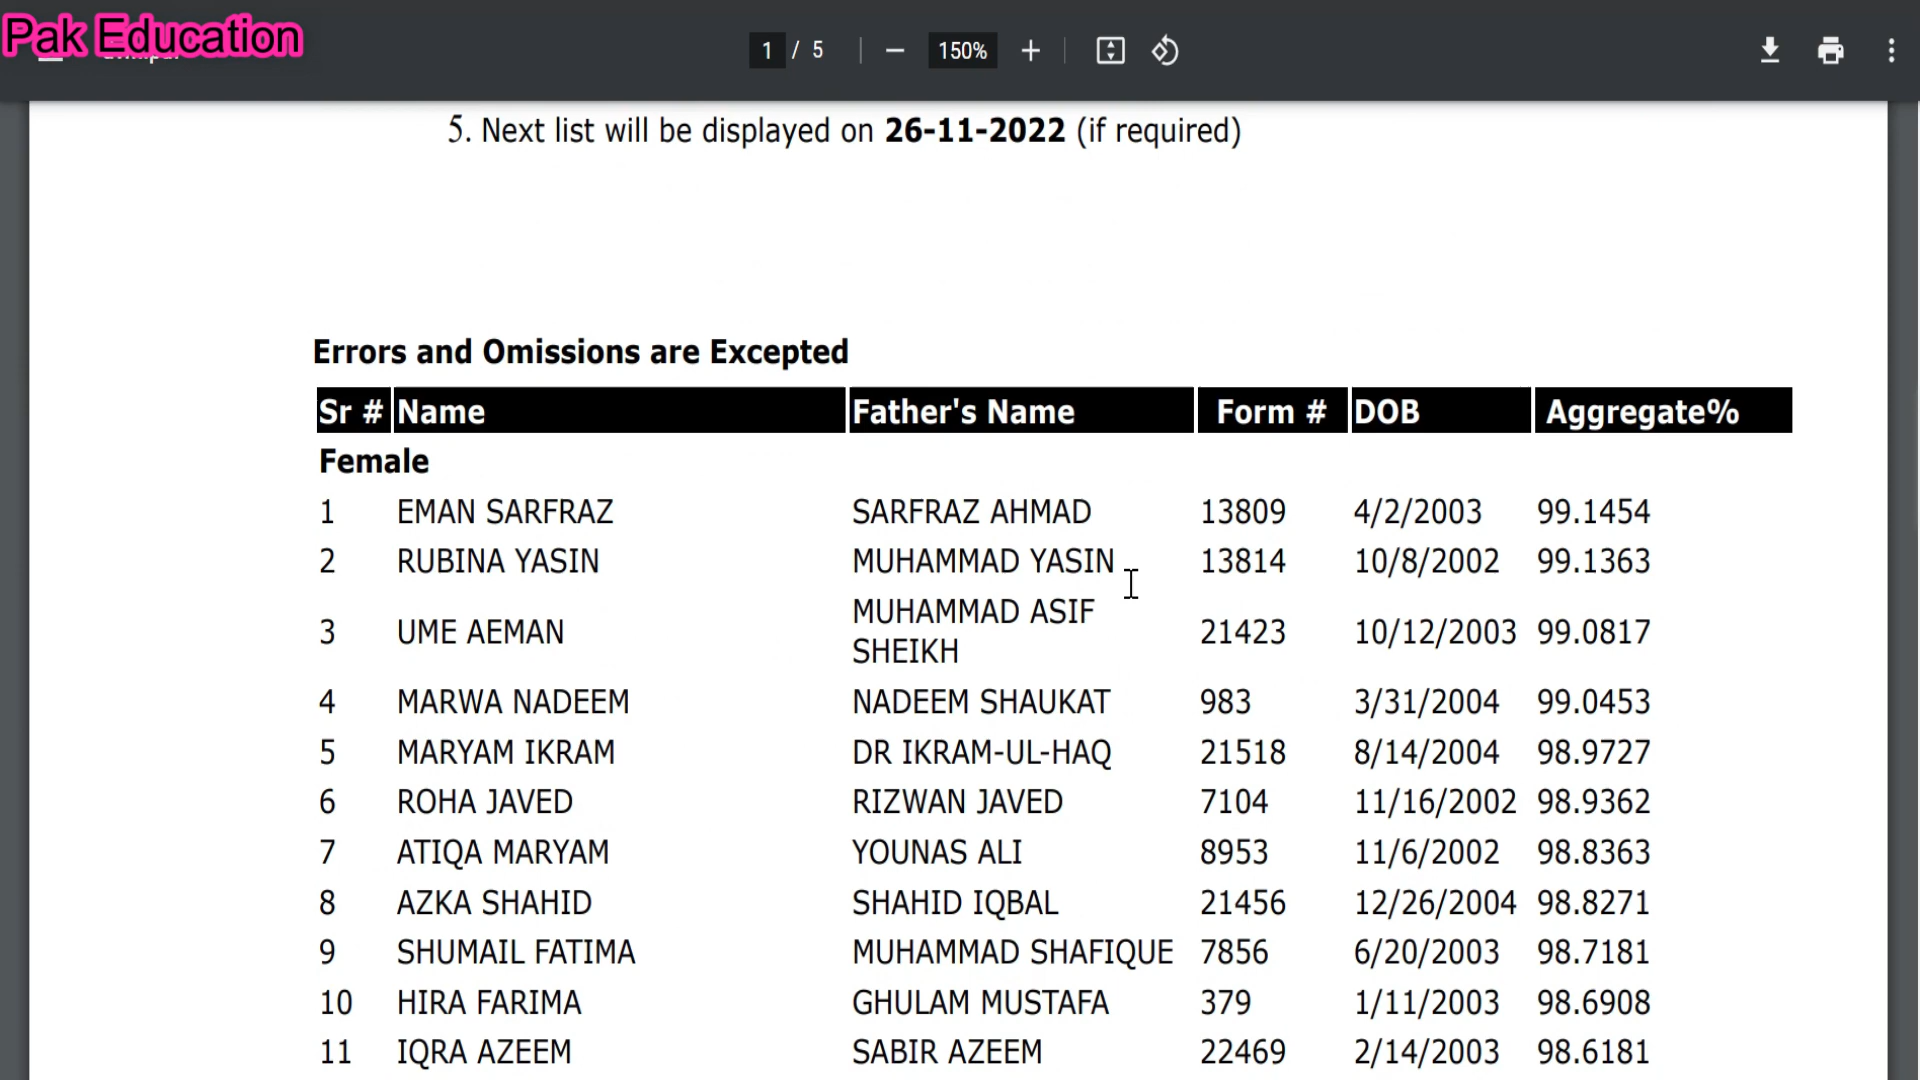 Pak Education
1 / 5 150%
5. Next list will be displayed on 26-11-2022 (if required)
Errors and Omissions are Excepted
Sr # Name Father's Name Form # DOB Aggregate%
Female
1 EMAN SARFRAZ SARFRAZ AHMAD 13809 4/2/2003 99.1454
2 RUBINA YASIN MUHAMMAD YASIN 13814 10/8/2002 99.1363
3 UME AEMAN MUHAMMAD ASIF SHEIKH 21423 10/12/2003 99.0817
4 MARWA NADEEM NADEEM SHAUKAT 983 3/31/2004 99.0453
5 MARYAM IKRAM DR IKRAM-UL-HAQ 21518 8/14/2004 98.9727
6 ROHA JAVED RIZWAN JAVED 7104 11/16/2002 98.9362
7 ATIQA MARYAM YOUNAS ALI 8953 11/6/2002 98.8363
8 AZKA SHAHID SHAHID IQBAL 21456 12/26/2004 98.8271
9 SHUMAIL FATIMA MUHAMMAD SHAFIQUE 7856 6/20/2003 98.7181
10 HIRA FARIMA GHULAM MUSTAFA 379 1/11/2003 98.6908
11 IQRA AZEEM SABIR AZEEM 22469 2/14/2003 98.6181